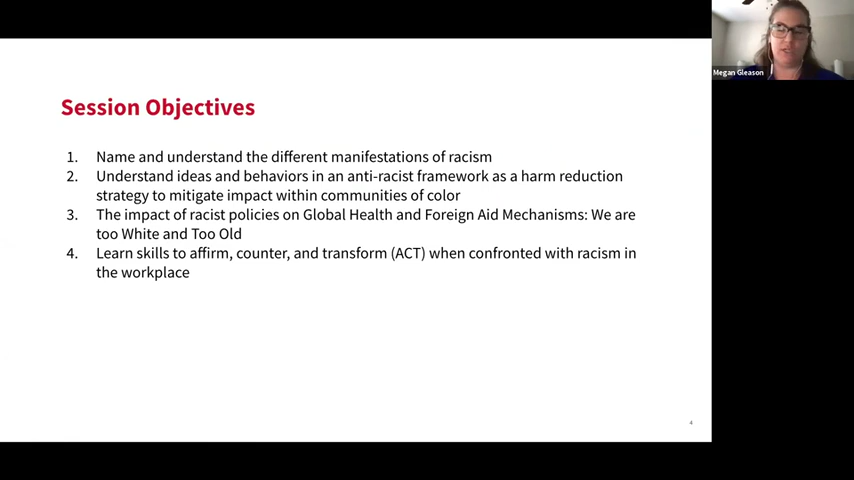 Megan Gleason
Session Objectives
1. Name and understand the different manifestations of racism
2. Understand ideas and behaviors in an anti-racist framework as a harm reduction
strategy to mitigate impact within communities of color
3. The impact of racist policies on Global Health and Foreign Aid Mechanisms: We are
too White and Too Old
4. Learn skills to affirm, counter, and transform (ACT) when confronted with racism in
the workplace
4